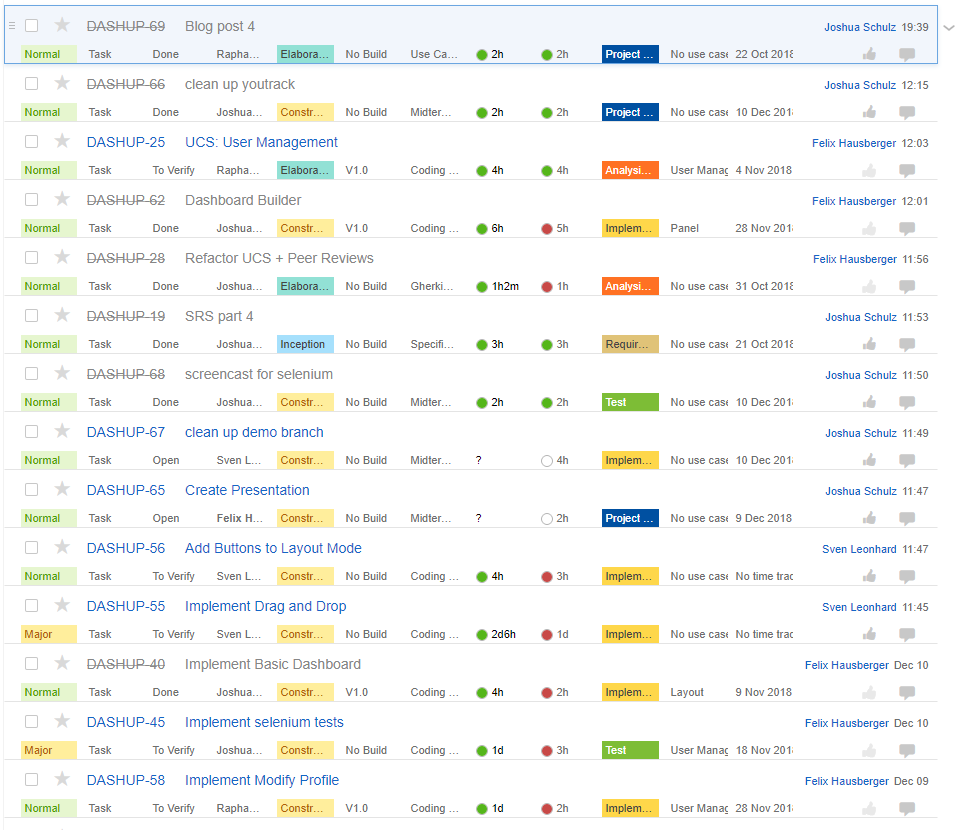 DASHUP-69 Blog post 4 Joshua Schulz 19:39
Normal Task Done Rapha... Elabora... No Build Use Ca... 2h 2h Project ... No use case 22 Oct 2018
DASHUP-66 clean up youtrack Joshua Schulz 12:15
Normal Task Done Joshua... Constr... No Build Midter... 2h 2h Project ... No use case 10 Dec 2018
DASHUP-25 UCS: User Management Felix Hausberger 12:03
Normal Task To Verify Rapha... Elabora... V1.0 Coding ... 4h 4h Analysi... User Manag 4 Nov 2018
DASHUP-62 Dashboard Builder Felix Hausberger 12:01
Normal Task Done Joshua... Constr... V1.0 Coding ... 6h 5h Implem... Panel 28 Nov 2018
DASHUP-28 Refactor UCS + Peer Reviews Felix Hausberger 11:56
Normal Task Done Joshua... Elabora... No Build Gherki... 1h2m 1h Analysi... No use case 31 Oct 2018
DASHUP-19 SRS part 4 Joshua Schulz 11:53
Normal Task Done Joshua... Inception No Build Specifi... 3h 3h Requir... No use case 21 Oct 2018
DASHUP-68 screencast for selenium Joshua Schulz 11:50
Normal Task Done Joshua... Constr... No Build Midter... 2h 2h Test No use case 10 Dec 2018
DASHUP-67 clean up demo branch Joshua Schulz 11:49
Normal Task Open Sven L... Constr... No Build Midter... ? 4h Implem... No use case 10 Dec 2018
DASHUP-65 Create Presentation Joshua Schulz 11:47
Normal Task Open Felix H... Constr... No Build Midter... ? 2h Project ... No use case 9 Dec 2018
DASHUP-56 Add Buttons to Layout Mode Sven Leonhard 11:47
Normal Task To Verify Sven L... Constr... No Build Coding ... 4h 3h Implem... No use case No time trac
DASHUP-55 Implement Drag and Drop Sven Leonhard 11:45
Major Task To Verify Sven L... Constr... No Build Coding ... 2d6h 1d Implem... No use case No time trac
DASHUP-40 Implement Basic Dashboard Felix Hausberger Dec 10
Normal Task Done Joshua... Constr... V1.0 Coding ... 4h 2h Implem... Layout 9 Nov 2018
DASHUP-45 Implement selenium tests Felix Hausberger Dec 10
Major Task To Verify Joshua... Constr... No Build Coding ... 1d 3h Test User Manag 18 Nov 2018
DASHUP-58 Implement Modify Profile Felix Hausberger Dec 09
Normal Task To Verify Rapha... Constr... V1.0 Coding ... 1d 2h Implem... User Manag 28 Nov 2018